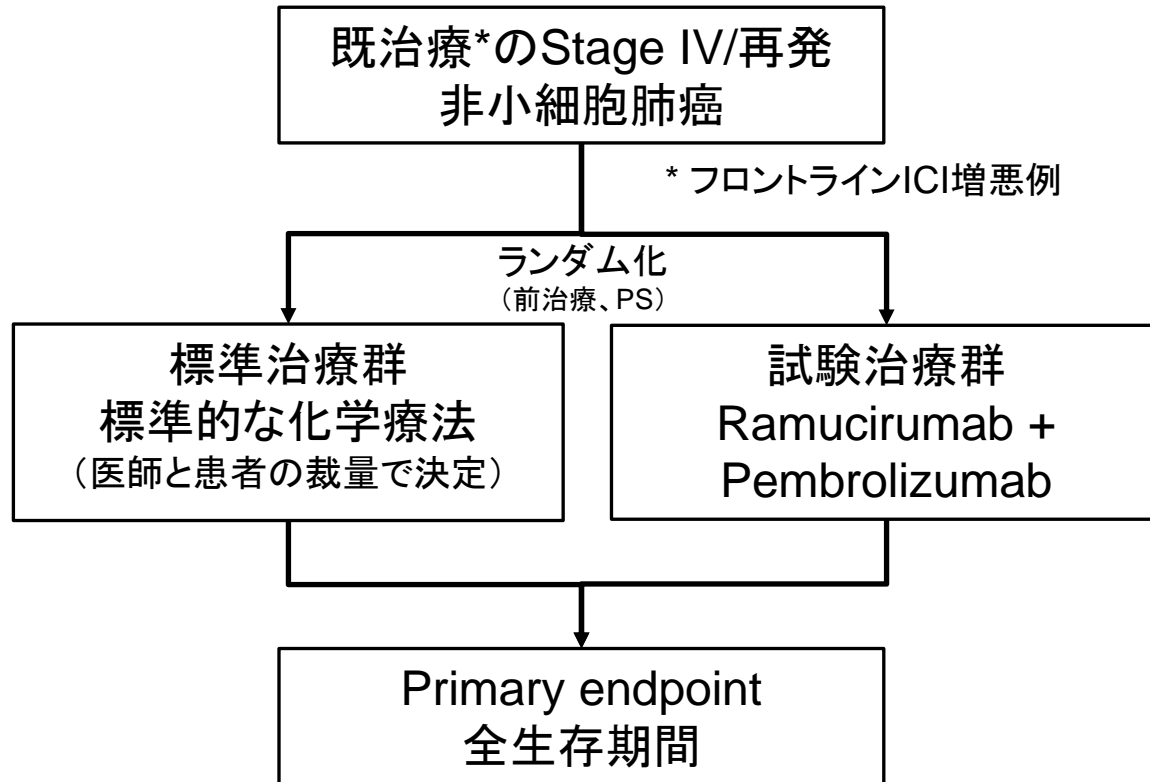 既治療*のStage IV/再発
非小細胞肺癌
* フロントラインICI増悪例
ランダム化
（前治療、PS）
標準治療群
標準的な化学療法
（医師と患者の裁量で決定）
試験治療群
Ramucirumab +
Pembrolizumab
Primary endpoint
全生存期間